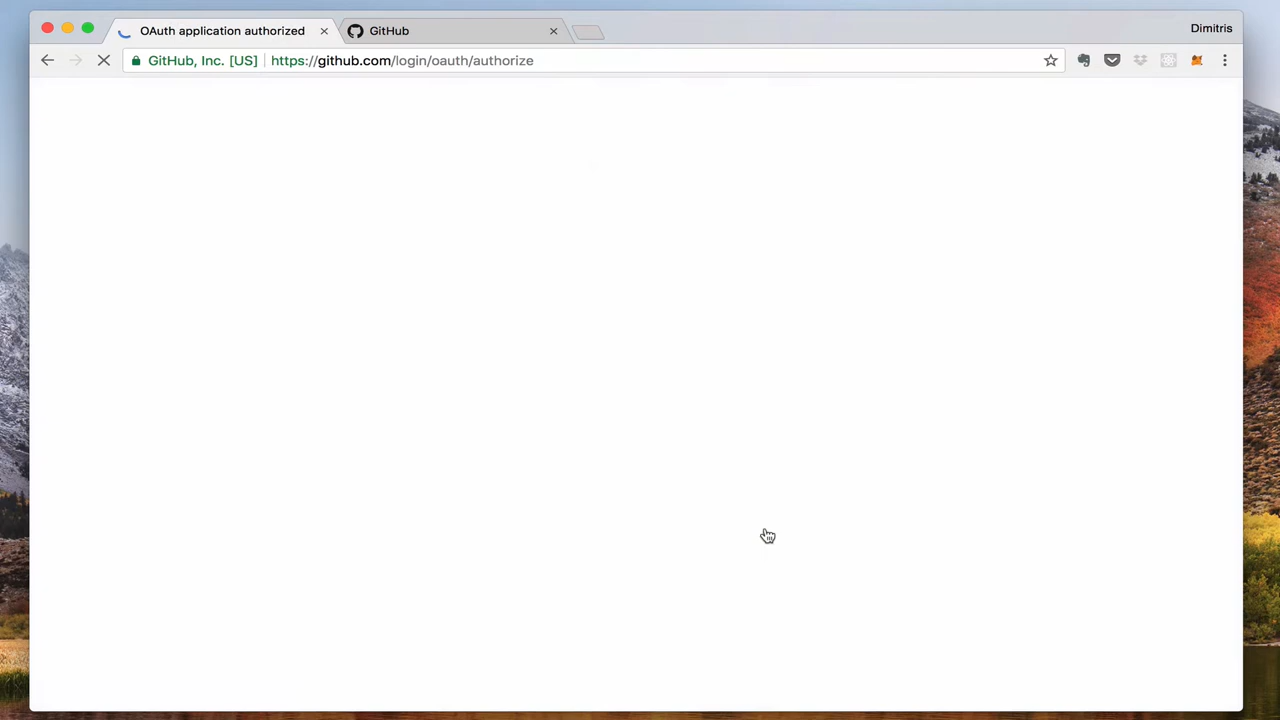 OAuth application authorized
GitHub
Dimitris
GitHub, Inc. [US]
https://github.com/login/oauth/authorize